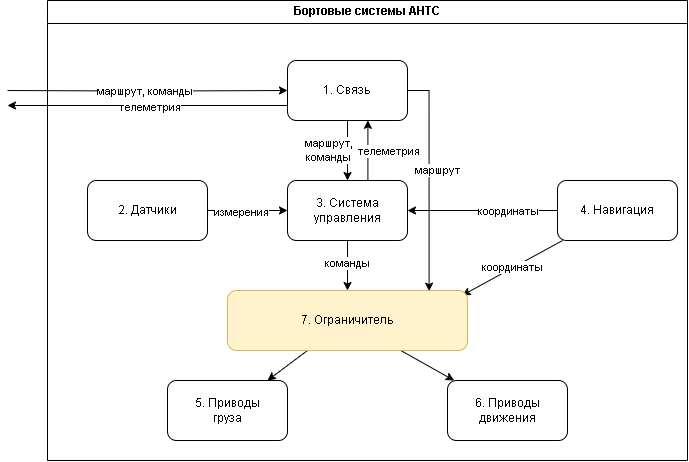 Бортовые системы АНТС
маршрут, команды
телеметрия
1. Связь
маршрут,
команды
телеметрия
маршрут
2. Датчики
измерения
3. Система
управления
координаты
4. Навигация
команды
координаты
7. Ограничитель
5. Приводы
груза
6. Приводы
движения